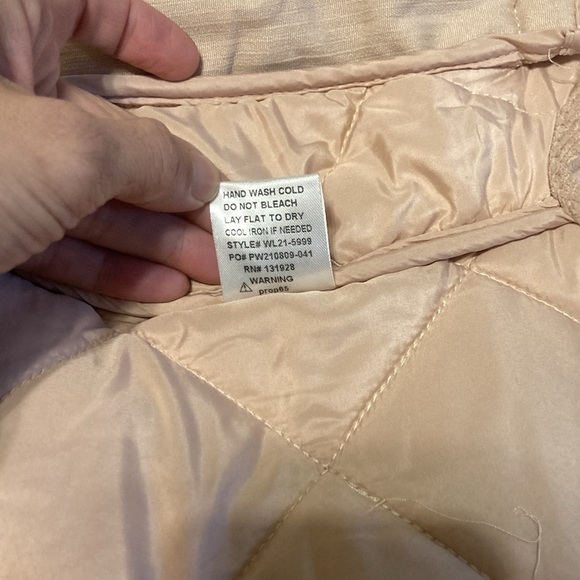 HAND WASH COLD
DO NOT BLEACH
LAY FLAT TO DRY
COOL IRON IF NEEDED
STYLE# WL21-5999
PO# PW210809-041
RN# 131928
⚠ WARNING
prop65